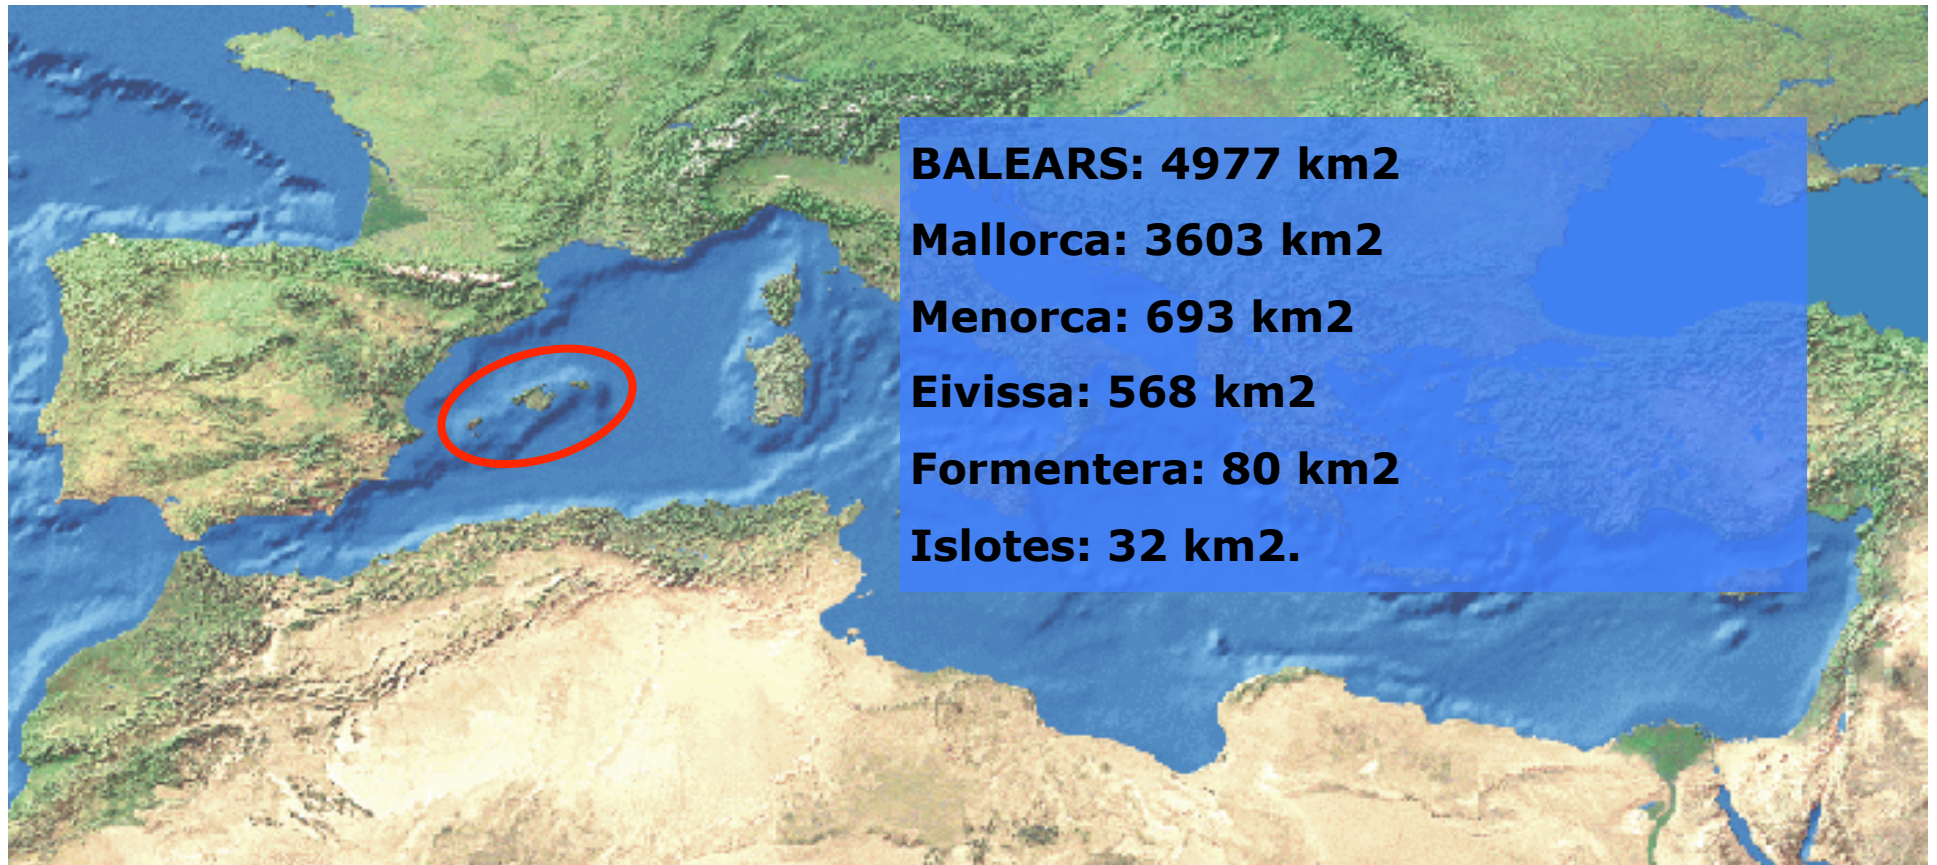 BALEARS: 4977 km2
Mallorca: 3603 km2
Menorca: 693 km2
Eivissa: 568 km2
Formentera: 80 km2
Islotes: 32 km2.